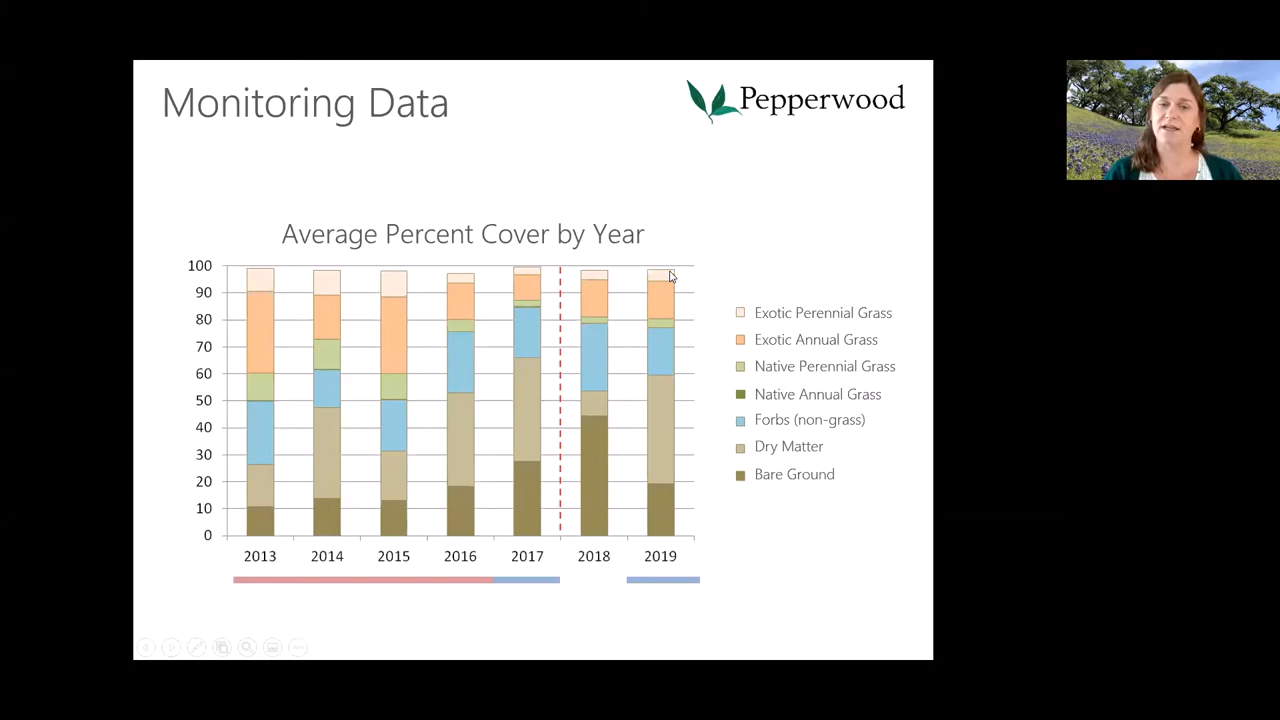 Monitoring Data
Pepperwood
Average Percent Cover by Year
100
90
80
70
60
50
40
30
20
10
0
2013 2014 2015 2016 2017 2018 2019
Exotic Perennial Grass
Exotic Annual Grass
Native Perennial Grass
Native Annual Grass
Forbs (non-grass)
Dry Matter
Bare Ground